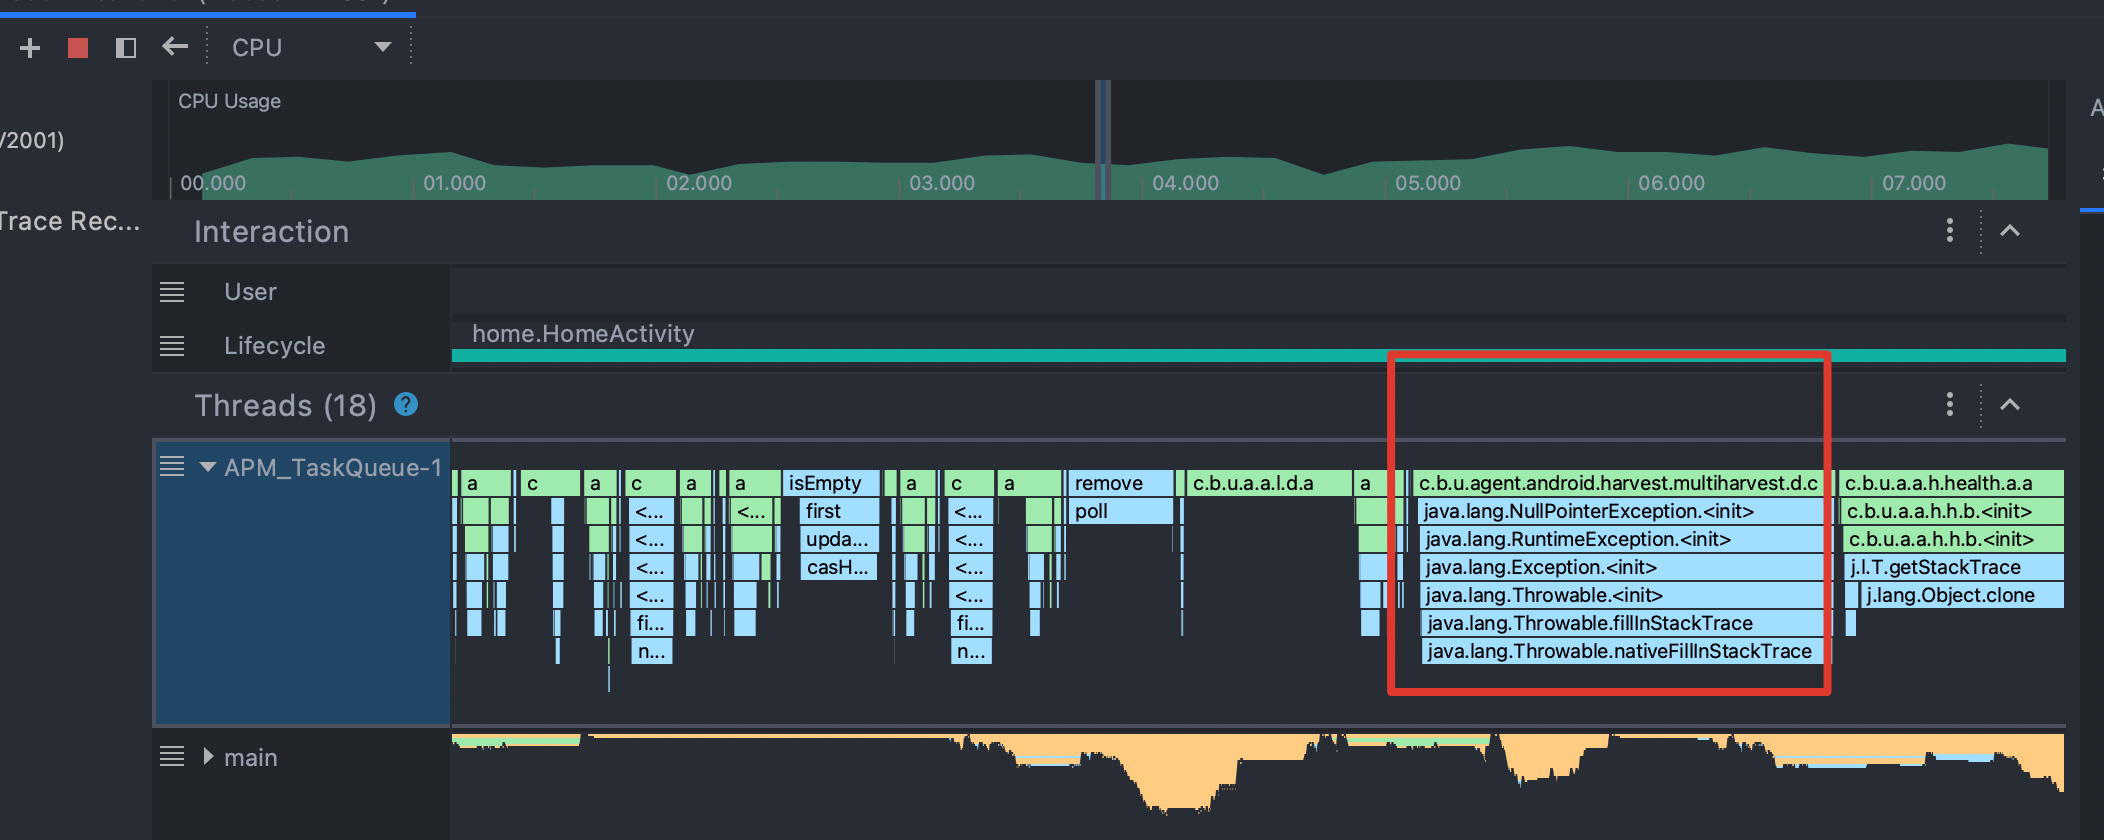 CPU
CPU Usage
00.000 01.000 02.000 03.000 04.000 05.000 06.000 07.000
V2001)
Trace Rec...
Interaction
User
Lifecycle
home.HomeActivity
Threads (18) ?
APM_TaskQueue-1
a c a c a a isEmpty a c a remove c.b.u.a.a.l.d.a a c.b.u.agent.android.harvest.multiharvest.d.c c.b.u.a.a.h.health.a.a
<... <... first <... poll java.lang.NullPointerException.<init> c.b.u.a.a.h.h.b.<init>
<... upda... <... java.lang.RuntimeException.<init> c.b.u.a.a.h.h.b.<init>
<... casH... <... java.lang.Exception.<init> j.l.T.getStackTrace
<... <... java.lang.Throwable.<init> j.lang.Object.clone
fi... fi... java.lang.Throwable.fillInStackTrace
n... n... java.lang.Throwable.nativeFillInStackTrace
main